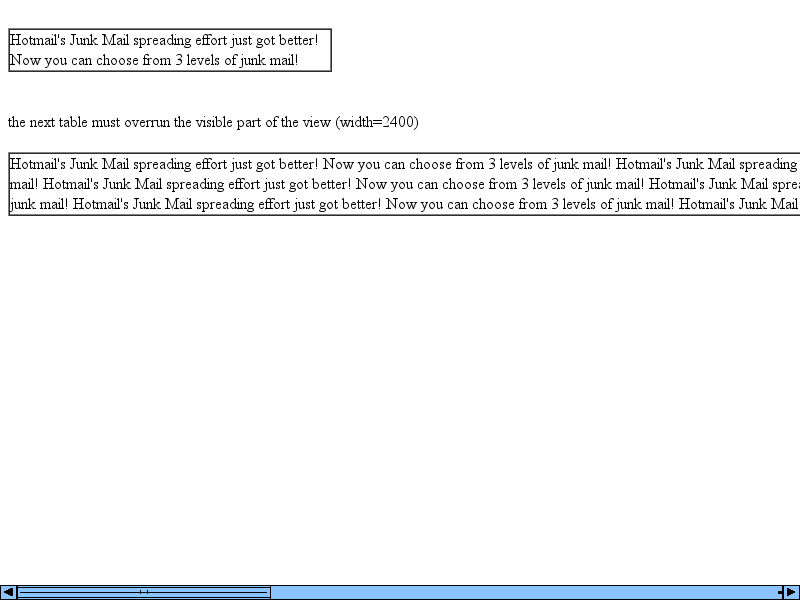 Hotmail's Junk Mail spreading effort just got better!
Now you can choose from 3 levels of junk mail!
the next table must overrun the visible part of the view (width=2400)
Hotmail's Junk Mail spreading effort just got better! Now you can choose from 3 levels of junk mail! Hotmail's Junk Mail spreading
mail! Hotmail's Junk Mail spreading effort just got better! Now you can choose from 3 levels of junk mail! Hotmail's Junk Mail sprea
junk mail! Hotmail's Junk Mail spreading effort just got better! Now you can choose from 3 levels of junk mail! Hotmail's Junk Mail